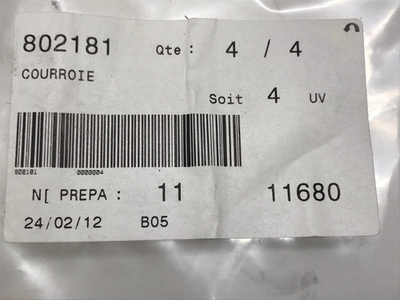 802181 Qte : 4 / 4
COURROIE
Soit 4 UV
802181 0000004
N[ PREPA : 11 11680
24/02/12 B05